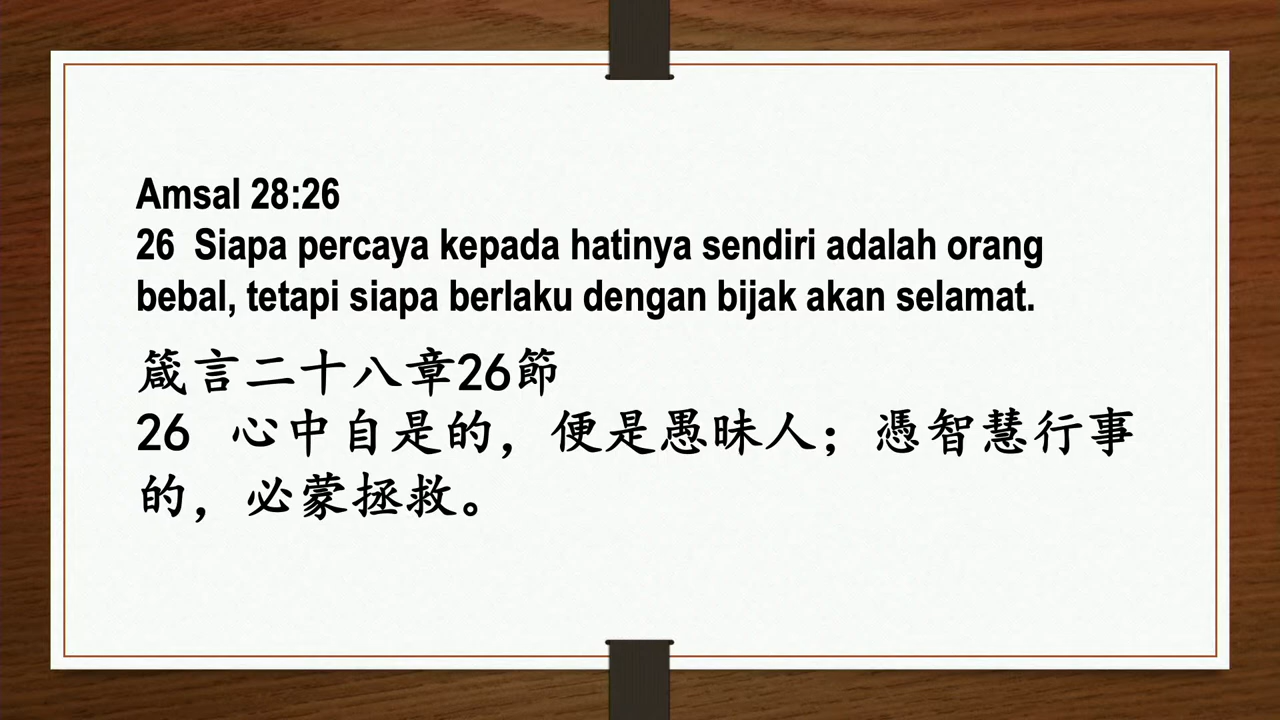 Amsal 28:26
26  Siapa percaya kepada hatinya sendiri adalah orang
bebal, tetapi siapa berlaku dengan bijak akan selamat.
箴言二十八章26節
26  心中自是的，便是愚昧人；憑智慧行事
的，必蒙拯救。